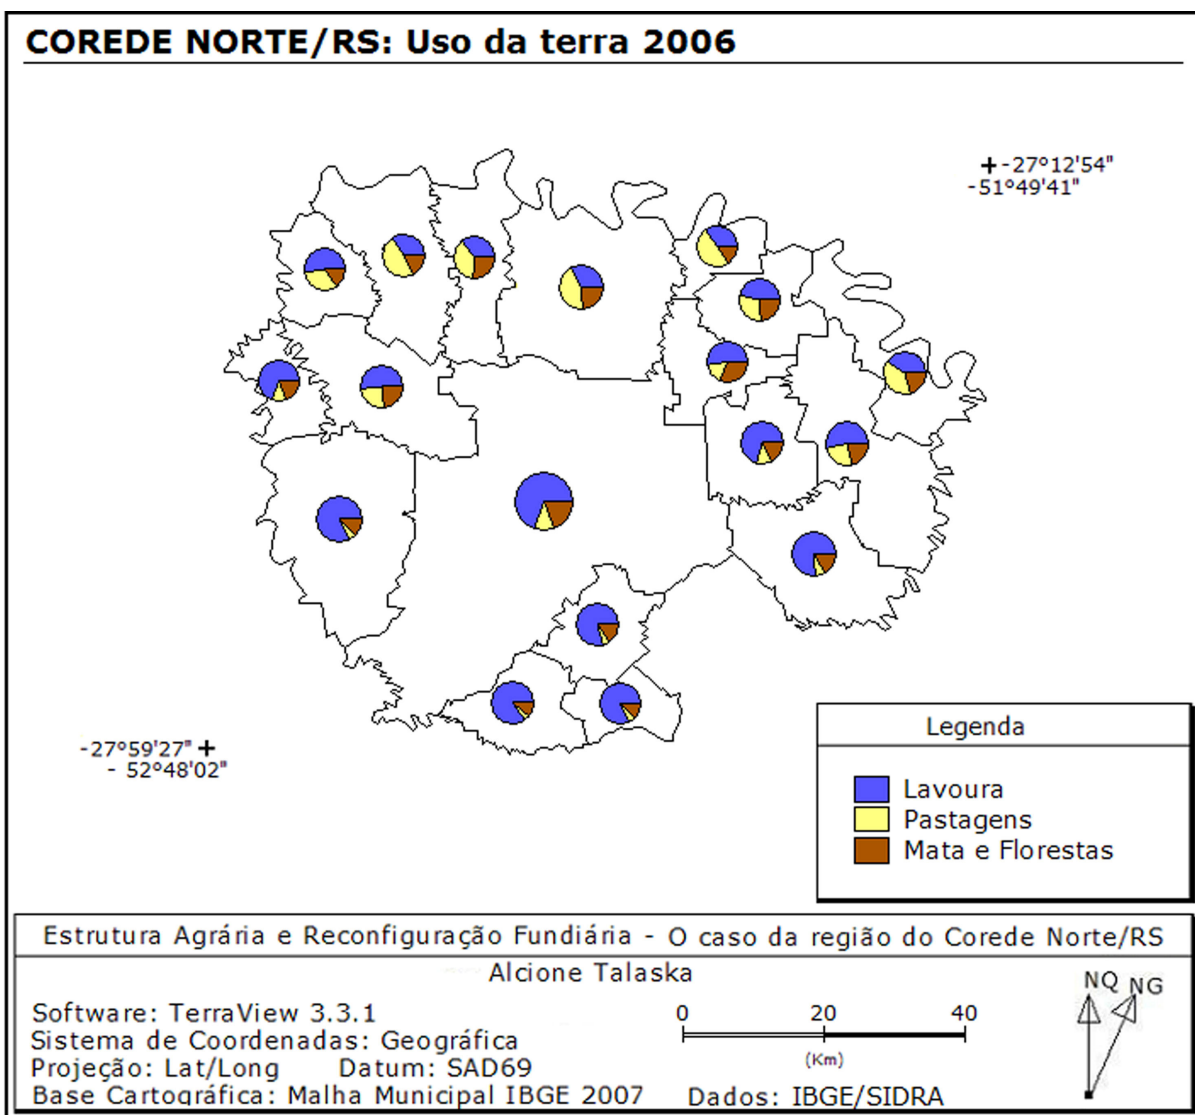 COREDE NORTE/RS: Uso da terra 2006
-27°12'54"
-51°49'41"
-27°59'27"
- 52°48'02"
Legenda
Lavoura
Pastagens
Mata e Florestas
Estrutura Agrária e Reconfiguração Fundiária - O caso da região do Corede Norte/RS
Alcione Talaska
Software: TerraView 3.3.1
Sistema de Coordenadas: Geográfica
Projeção: Lat/Long Datum: SAD69
Base Cartográfica: Malha Municipal IBGE 2007 Dados: IBGE/SIDRA
0 20 40
(Km)
NQ NG